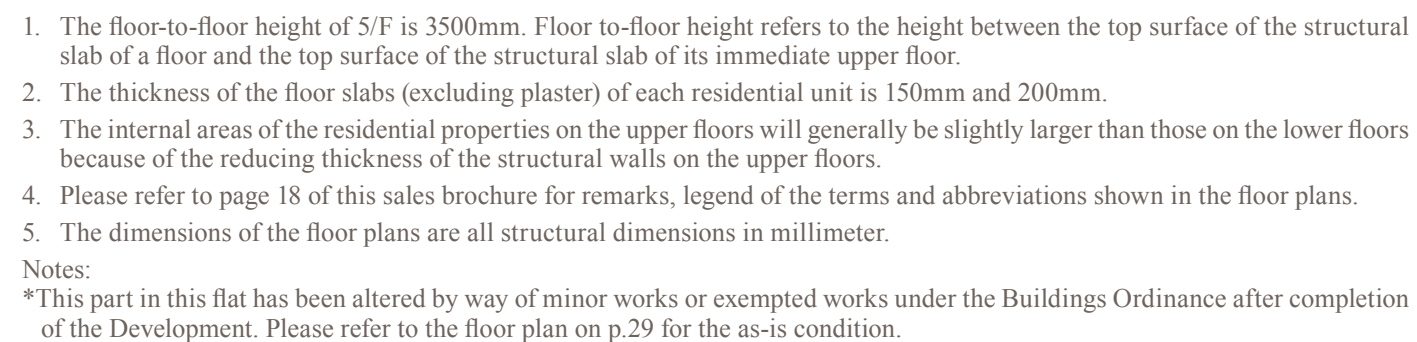 1. The floor-to-floor height of 5/F is 3500mm. Floor to-floor height refers to the height between the top surface of the structural
slab of a floor and the top surface of the structural slab of its immediate upper floor.
2. The thickness of the floor slabs (excluding plaster) of each residential unit is 150mm and 200mm.
3. The internal areas of the residential properties on the upper floors will generally be slightly larger than those on the lower floors
because of the reducing thickness of the structural walls on the upper floors.
4. Please refer to page 18 of this sales brochure for remarks, legend of the terms and abbreviations shown in the floor plans.
5. The dimensions of the floor plans are all structural dimensions in millimeter.
Notes:
*This part in this flat has been altered by way of minor works or exempted works under the Buildings Ordinance after completion
of the Development. Please refer to the floor plan on p.29 for the as-is condition.